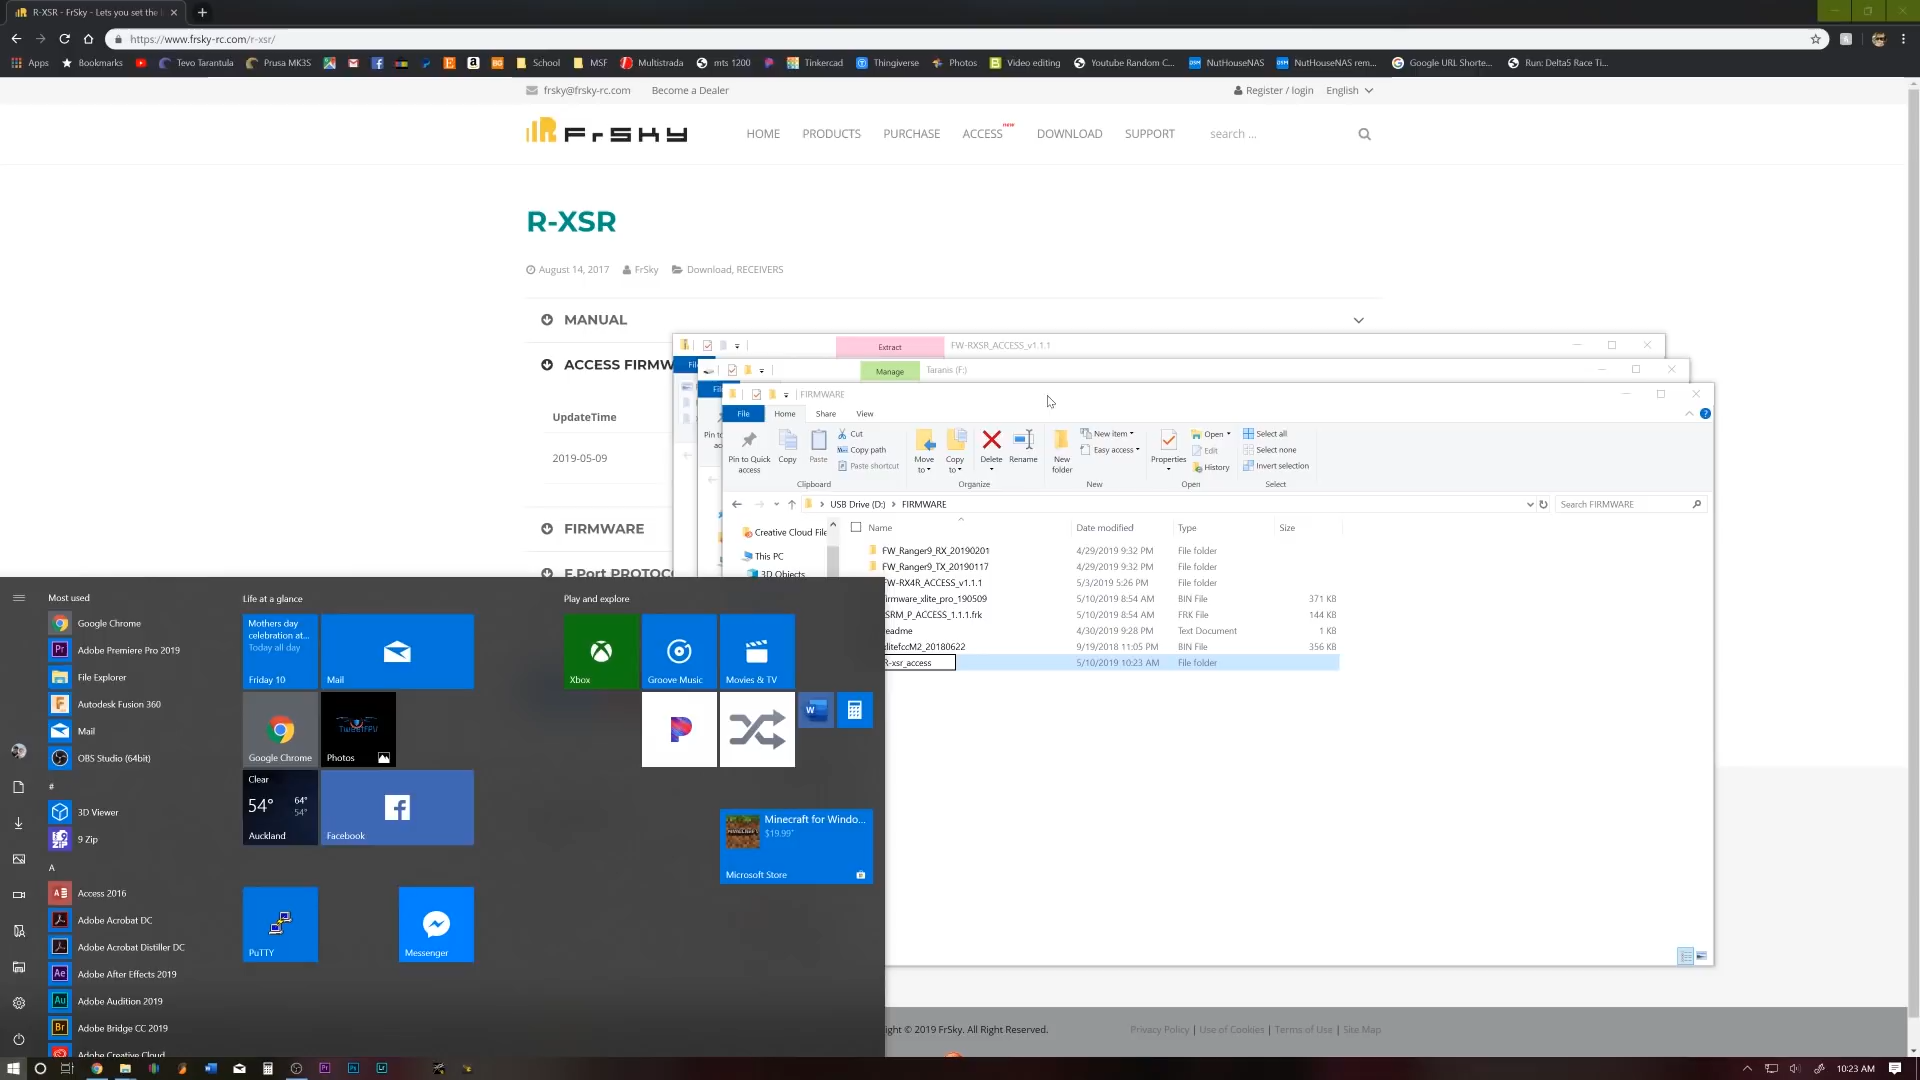 R-XSR - FrSky - Lets you set the l
https://www.frsky-rc.com/r-xsr/
Apps
Bookmarks
Tevo Tarantula
Prusa MK3S
School
MSF
Multistrada
mts 1200
Tinkercad
Thingiverse
Photos
Video editing
Youtube Random C...
NutHouseNAS
NutHouseNAS rem...
Google URL Shorte...
Run: Delta5 Race Ti...
frsky@frsky-rc.com
Become a Dealer
Register / login
English
FrSky
HOME
PRODUCTS
PURCHASE
ACCESS
new
DOWNLOAD
SUPPORT
search ...
R-XSR
August 14, 2017
FrSky
Download, RECEIVERS
MANUAL
ACCESS FIRMW
UpdateTime
2019-05-09
FIRMWARE
F.Port PROTOC
Extract
FW-RXSR_ACCESS_v1.1.1
Manage
Taranis (F:)
FIRMWARE
File
Home
Share
View
Pin to Quick access
Copy
Paste
Cut
Copy path
Paste shortcut
Clipboard
Move to
Copy to
Delete
Rename
Organize
New folder
New item
Easy access
New
Properties
Open
Edit
History
Open
Select all
Select none
Invert selection
Select
USB Drive (D:)
FIRMWARE
Search FIRMWARE
Creative Cloud File
This PC
3D Objects
Name
Date modified
Type
Size
FW_Ranger9_RX_20190201 4/29/2019 9:32 PM File folder
FW_Ranger9_TX_20190117 4/29/2019 9:32 PM File folder
FW-RX4R_ACCESS_v1.1.1 5/3/2019 5:26 PM File folder
firmware_xlite_pro_190509 5/10/2019 8:54 AM BIN File 371 KB
SRM_P_ACCESS_1.1.1.frk 5/10/2019 8:54 AM FRK File 144 KB
readme 4/30/2019 9:28 PM Text Document 1 KB
xlitefccM2_20180622 9/19/2018 11:05 PM BIN File 356 KB
R-xsr_access 5/10/2019 10:23 AM File folder
Most used
Google Chrome
Adobe Premiere Pro 2019
File Explorer
Autodesk Fusion 360
Mail
OBS Studio (64bit)
#
3D Viewer
9 Zip
A
Access 2016
Adobe Acrobat DC
Adobe Acrobat Distiller DC
Adobe After Effects 2019
Adobe Audition 2019
Adobe Bridge CC 2019
Adobe Creative Cloud
Life at a glance
Mothers day
celebration at...
Today all day
Friday 10
Mail
Google Chrome
TweetFPV
Photos
Clear
54°
64°
54°
Auckland
Facebook
PuTTY
Messenger
Play and explore
Xbox
Groove Music
Movies & TV
Minecraft for Windo...
$19.99*
Microsoft Store
ight © 2019 FrSky. All Right Reserved.
Privacy Policy | Use of Cookies | Terms of Use | Site Map
10:23 AM